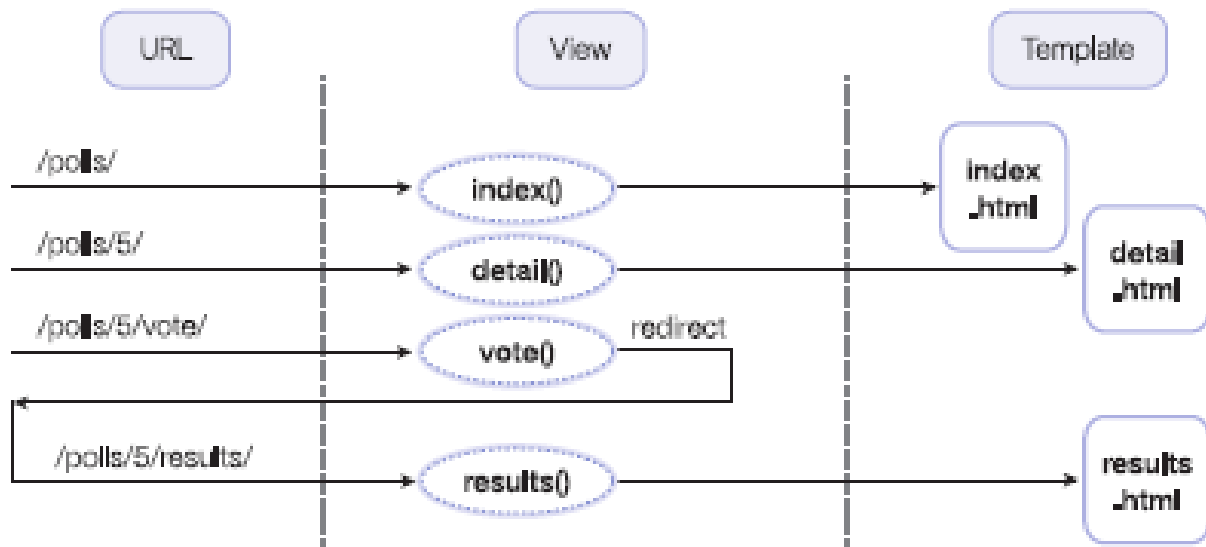 URL
View
Template
/polls/
index()
index
.html
/polls/5/
detail()
detail
.html
/polls/5/vote/
vote()
redirect
/polls/5/results/
results()
results
.html